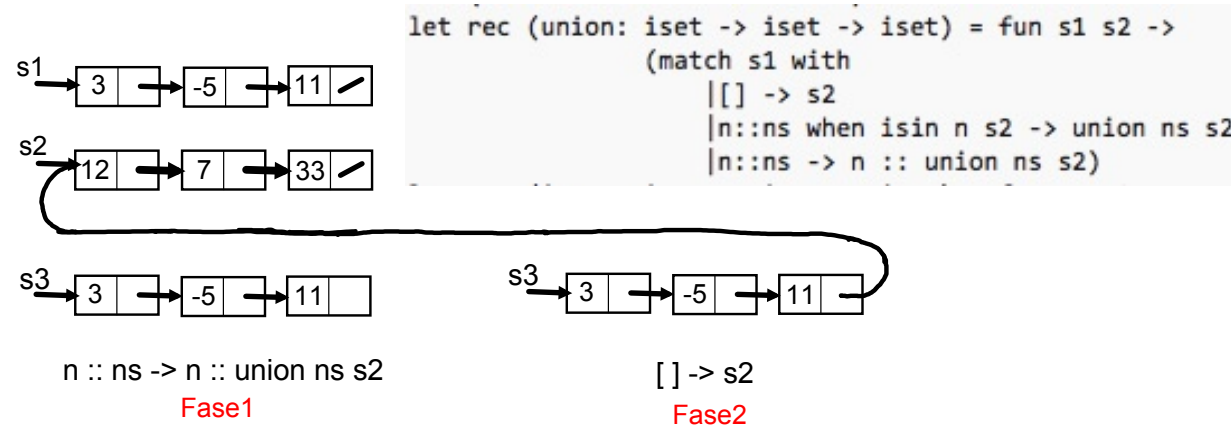 let rec (union: iset -> iset -> iset) = fun s1 s2 ->
(match s1 with
|[] -> s2
|n::ns when isin n s2 -> union ns s2
|n::ns -> n :: union ns s2)
s1
3 -5 11
s2
12 7 33
s3
3 -5 11
s3
3 -5 11
n :: ns -> n :: union ns s2
Fase1
[ ] -> s2
Fase2